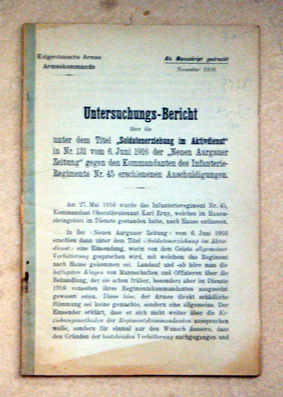 Eidgenössische Armee
Armeekommando
Als Manuskript gedruckt
November 1916
Untersuchungs-Bericht
über die
unter dem Titel „Soldatenerziehung im Aktivdienst"
in Nr. 131 vom 6. Juni 1916 der „Neuen Aargauer
Zeitung" gegen den Kommandanten des Infanterie-
Regiments Nr. 45 erschienenen Anschuldigungen.
Am 27. Mai 1916 wurde das Infanterieregiment Nr. 45,
Kommandant Oberstleutnant Karl Erny, welches im Hauen-
steingebiet im Dienste gestanden hatte, nach Hause entlassen.
In der «Neuen Aargauer Zeitung» vom 6. Juni 1916
erschien dann unter dem Titel «Soldatenerziehung im Aktiv-
dienst» eine Einsendung, worin von dem Geiste allgemeiner
Verbitterung gesprochen wird, mit welchem das Regiment
nach Hause gekommen sei. Landauf und -ab höre man die
heftigsten Klagen von Mannschaften und Offizieren über die
Behandlung, der sie schon früher, besonders aber im Dienste
1916 vonseiten ihres Regimentskommandanten ausgesetzt
gewesen seien. Diese böse, der Armee direkt schädliche
Stimmung sei keine gemachte, sondern eine allgemeine. Der
Einsender erklärt, dass er sich nicht weiter über die Er-
ziehungsmethoden des Regimentskommandanten aussprechen
wolle, sondern für einmal nur den Wunsch äussere, dass
den Gründen der bestehenden Verbitterung nachgegangen und